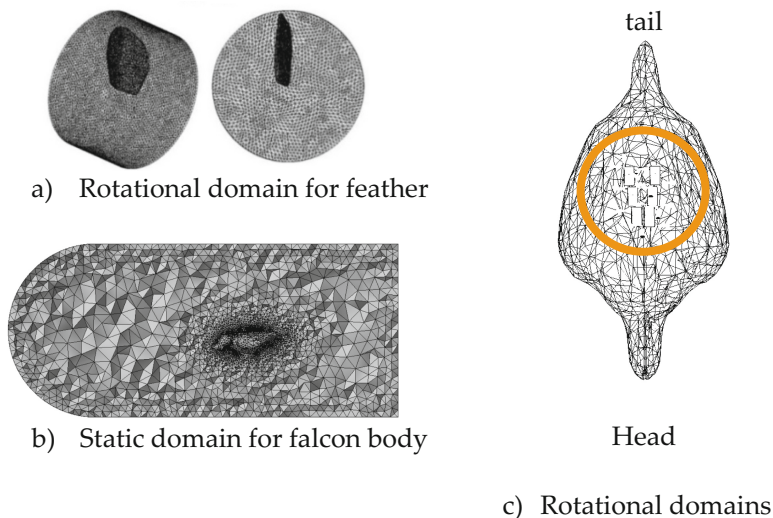 a) Rotational domain for feather
b) Static domain for falcon body
tail
Head
c) Rotational domains